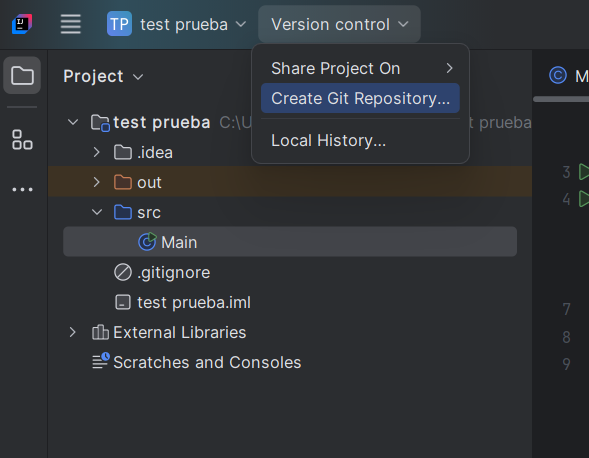 IJ
TP test prueba Version control
Project
Share Project On
Create Git Repository...
Local History...
test prueba C:\U
t prueba
.idea
out
src
Main
.gitignore
test prueba.iml
External Libraries
Scratches and Consoles
C M
3
4
7
8
9